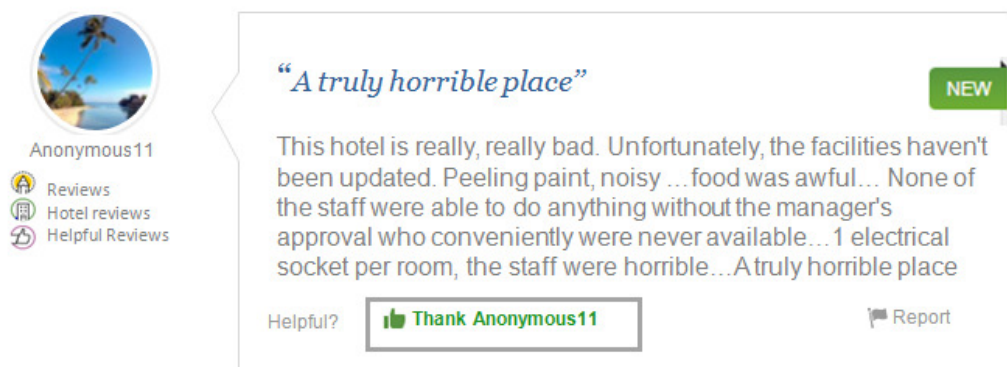 “A truly horrible place”
NEW
Anonymous11
Reviews
Hotel reviews
Helpful Reviews
This hotel is really, really bad. Unfortunately, the facilities haven't
been updated. Peeling paint, noisy ...food was awful... None of
the staff were able to do anything without the manager's
approval who conveniently were never available...1 electrical
socket per room, the staff were horrible...A truly horrible place
Helpful?
Thank Anonymous11
Report